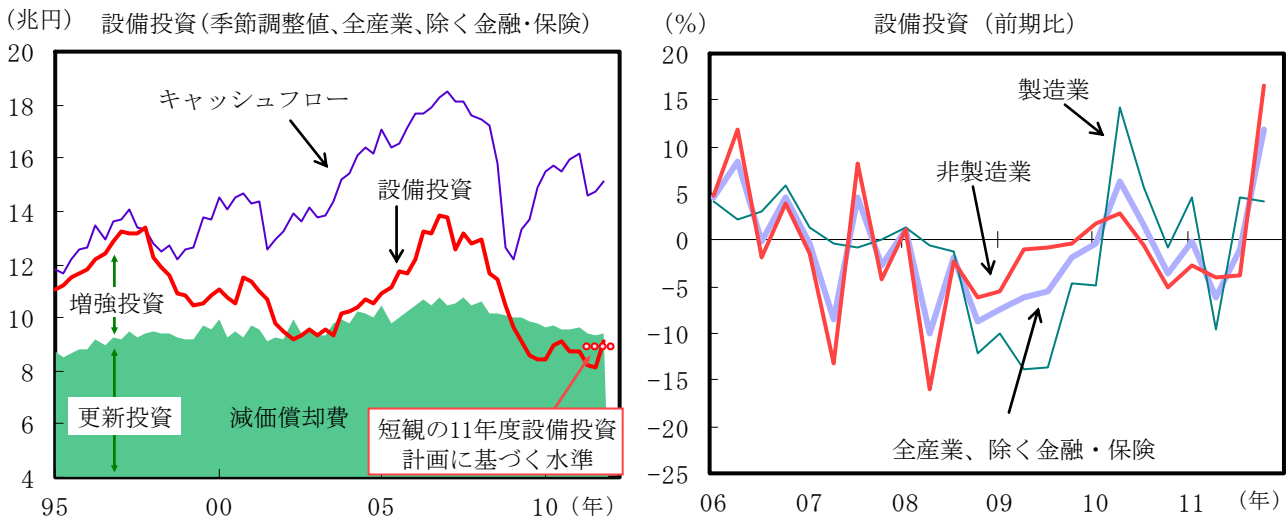 (兆円)
設備投資(季節調整値、全産業、除く金融・保険)
20
18
16
14
12
10
8
6
4
キャッシュフロー
設備投資
増強投資
更新投資
減価償却費
短観の11年度設備投資
計画に基づく水準
95
00
05
10
(年)
(%)
設備投資 (前期比)
20
15
10
5
0
-5
-10
-15
-20
-25
製造業
非製造業
全産業、除く金融・保険
06
07
08
09
10
11
(年)